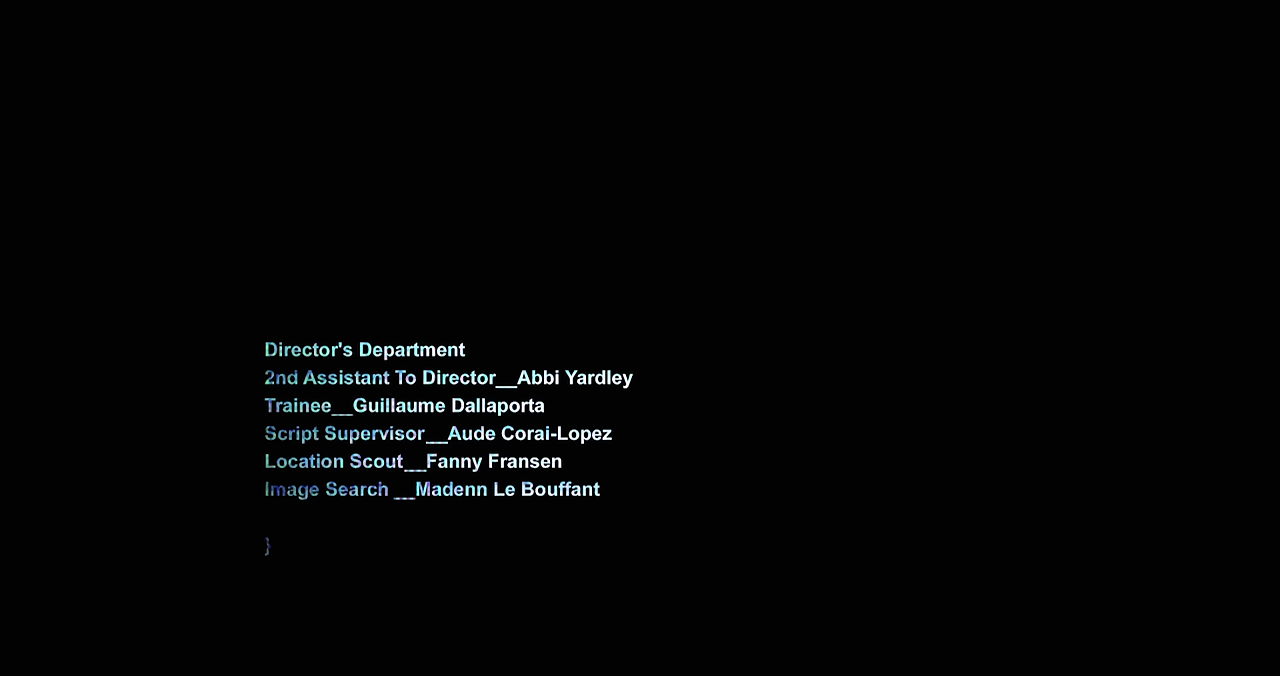 Director's Department
2nd Assistant To Director__Abbi Yardley
Trainee__Guillaume Dallaporta
Script Supervisor__Aude Corai-Lopez
Location Scout__Fanny Fransen
Image Search __Madenn Le Bouffant
}